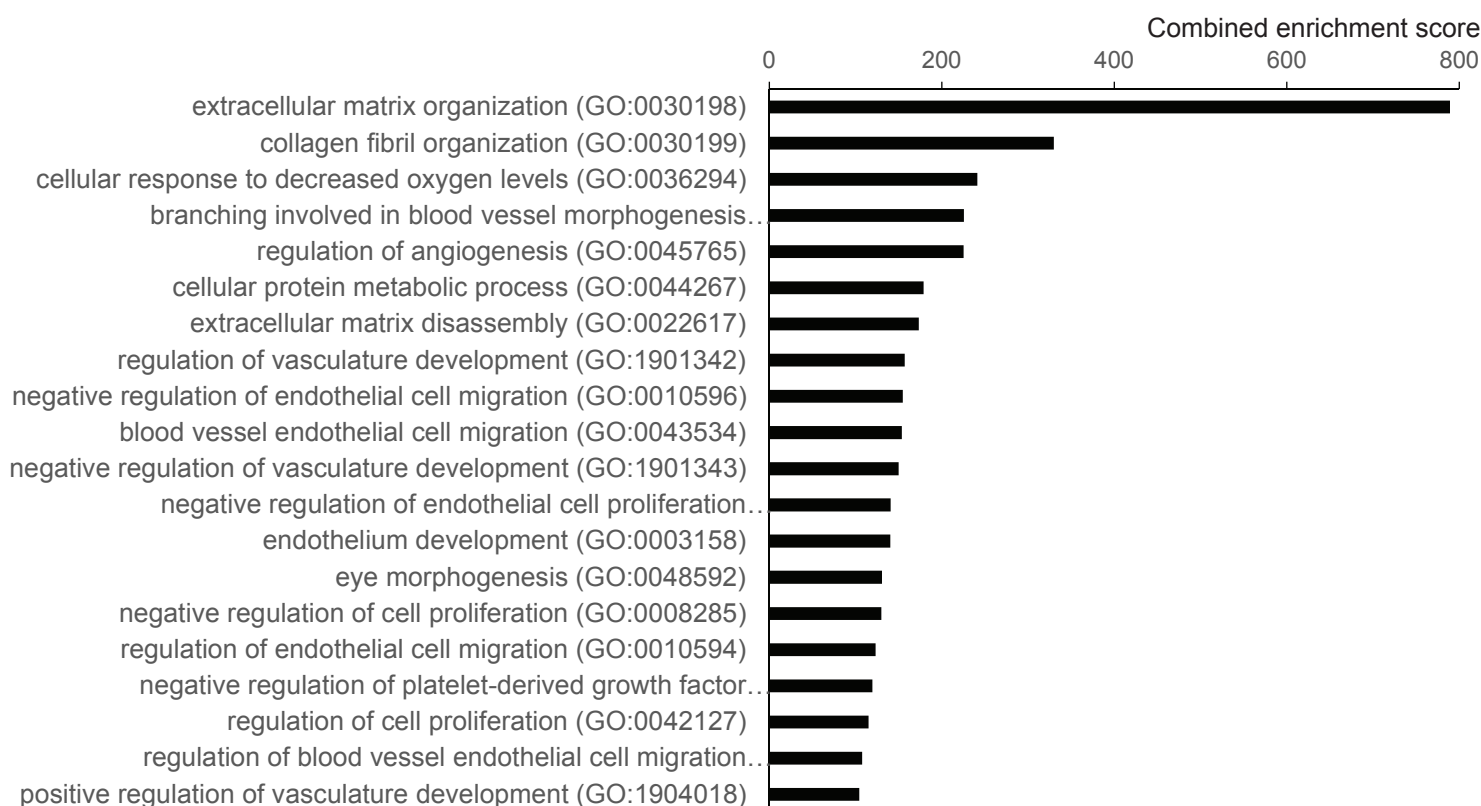 Combined enrichment score
0 200 400 600 800
extracellular matrix organization (GO:0030198)
collagen fibril organization (GO:0030199)
cellular response to decreased oxygen levels (GO:0036294)
branching involved in blood vessel morphogenesis…
regulation of angiogenesis (GO:0045765)
cellular protein metabolic process (GO:0044267)
extracellular matrix disassembly (GO:0022617)
regulation of vasculature development (GO:1901342)
negative regulation of endothelial cell migration (GO:0010596)
blood vessel endothelial cell migration (GO:0043534)
negative regulation of vasculature development (GO:1901343)
negative regulation of endothelial cell proliferation…
endothelium development (GO:0003158)
eye morphogenesis (GO:0048592)
negative regulation of cell proliferation (GO:0008285)
regulation of endothelial cell migration (GO:0010594)
negative regulation of platelet-derived growth factor…
regulation of cell proliferation (GO:0042127)
regulation of blood vessel endothelial cell migration…
positive regulation of vasculature development (GO:1904018)